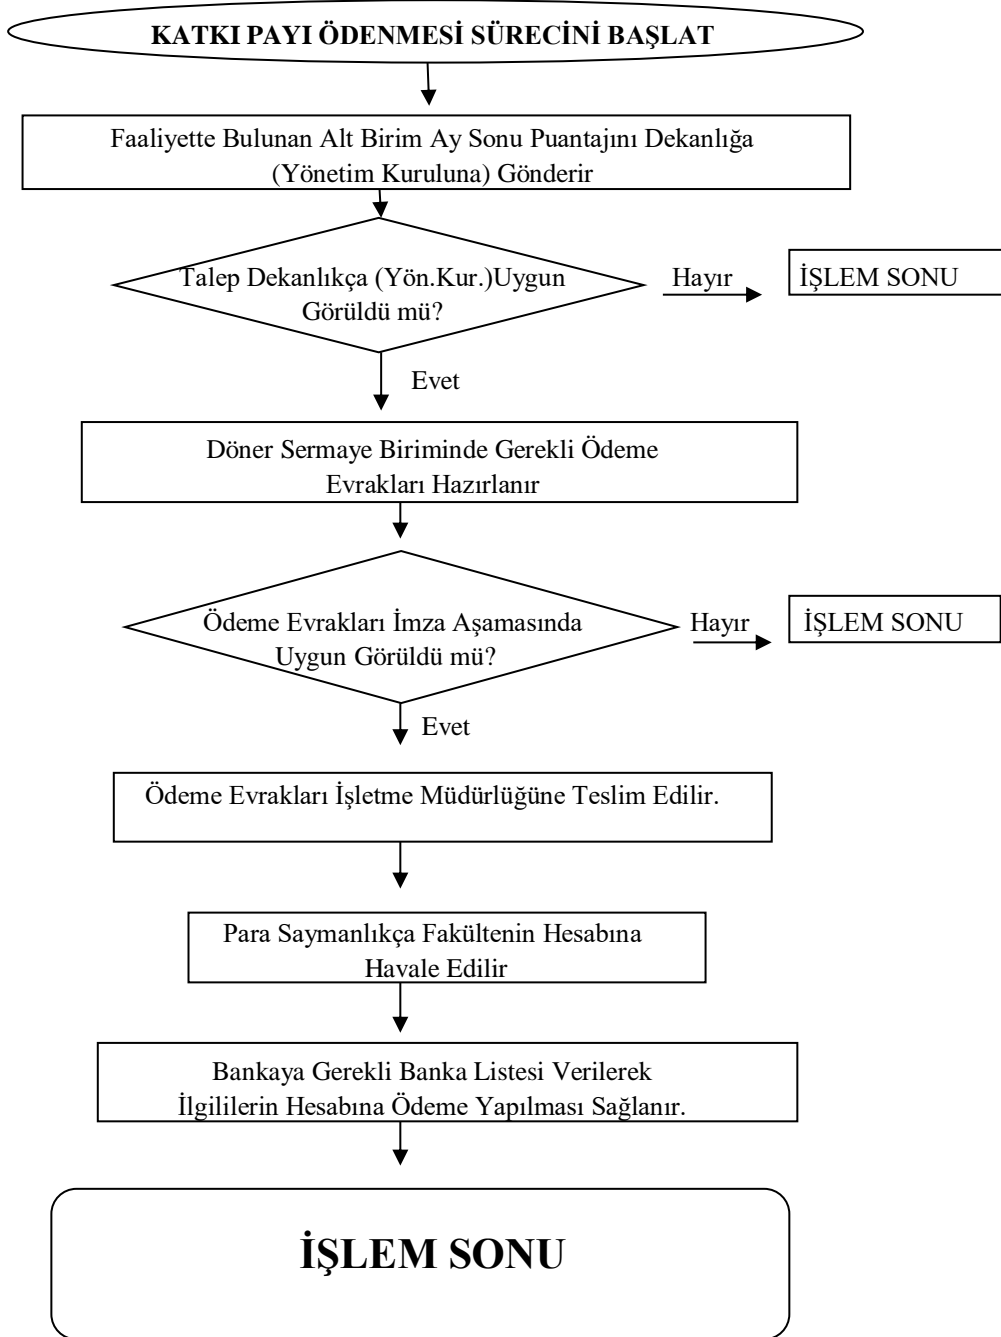 KATKI PAYI ÖDENMESİ SÜRECİNİ BAŞLAT
Faaliyette Bulunan Alt Birim Ay Sonu Puantajını Dekanlığa
(Yönetim Kuruluna) Gönderir
Talep Dekanlıkça (Yön.Kur.)Uygun
Görüldü mü?
Hayır
İŞLEM SONU
Evet
Döner Sermaye Biriminde Gerekli Ödeme
Evrakları Hazırlanır
Ödeme Evrakları İmza Aşamasında
Uygun Görüldü mü?
Hayır
İŞLEM SONU
Evet
Ödeme Evrakları İşletme Müdürlüğüne Teslim Edilir.
Para Saymanlıkça Fakültenin Hesabına
Havale Edilir
Bankaya Gerekli Banka Listesi Verilerek
İlgililerin Hesabına Ödeme Yapılması Sağlanır.
İŞLEM SONU